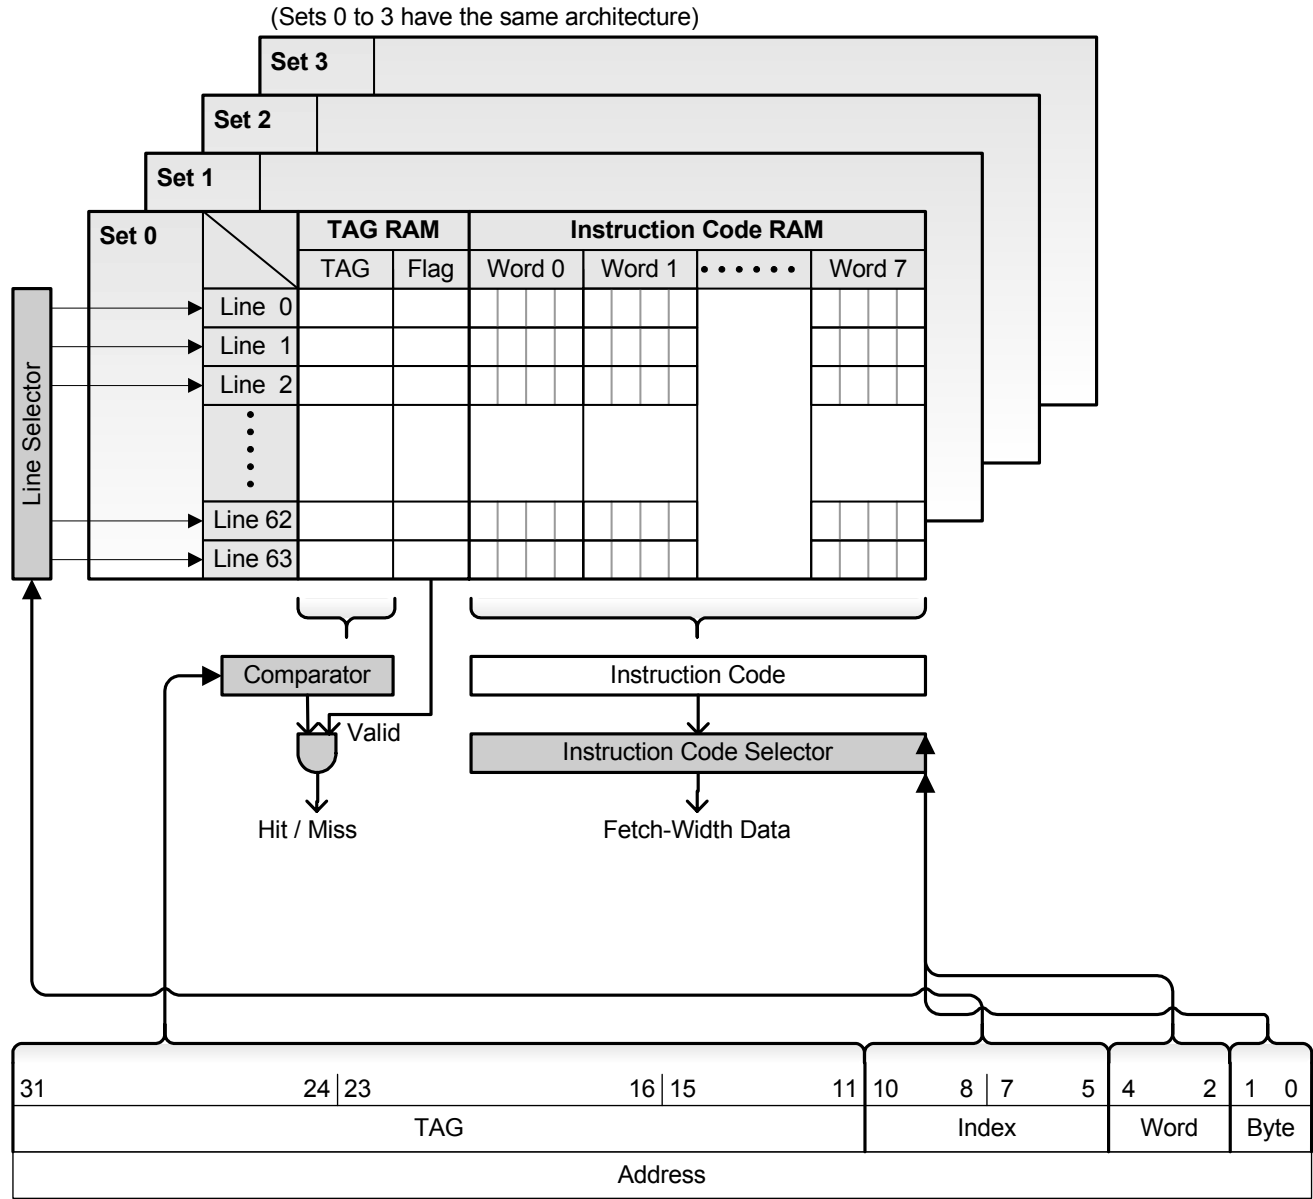 (Sets 0 to 3 have the same architecture)
Set 3
Set 2
Set 1
Set 0
TAG RAM
Instruction Code RAM
TAG Flag Word 0 Word 1 • • • • • • Word 7
Line 0
Line 1
Line 2
Line 62
Line 63
Line Selector
Comparator
Instruction Code
Valid
Instruction Code Selector
Hit / Miss
Fetch-Width Data
31 24 23 16 15 11 10 8 7 5 4 2 1 0
TAG Index Word Byte
Address